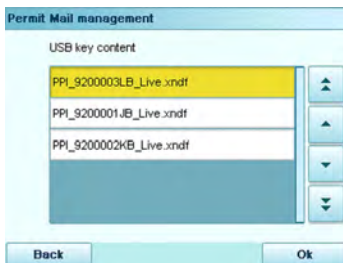 Permit Mail management
USB key content
PPI_9200003LB_Live.xndf
PPI_9200001JB_Live.xndf
PPI_9200002KB_Live.xndf
Back
Ok